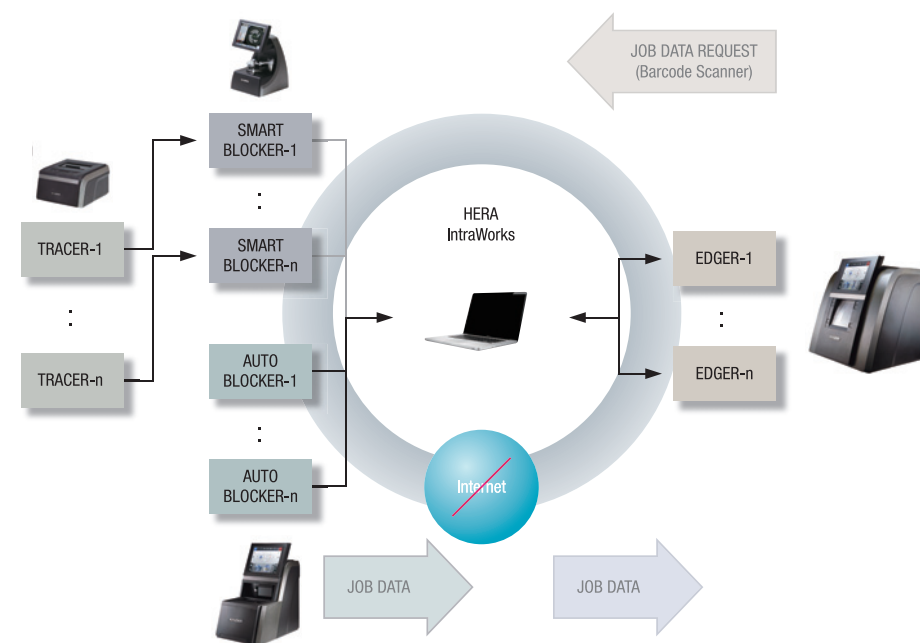 JOB DATA REQUEST
(Barcode Scanner)
SMART
BLOCKER-1
:
TRACER-1
:
TRACER-n
SMART
BLOCKER-n
AUTO
BLOCKER-1
:
AUTO
BLOCKER-n
HERA
IntraWorks
EDGER-1
:
EDGER-n
Internet
JOB DATA
JOB DATA